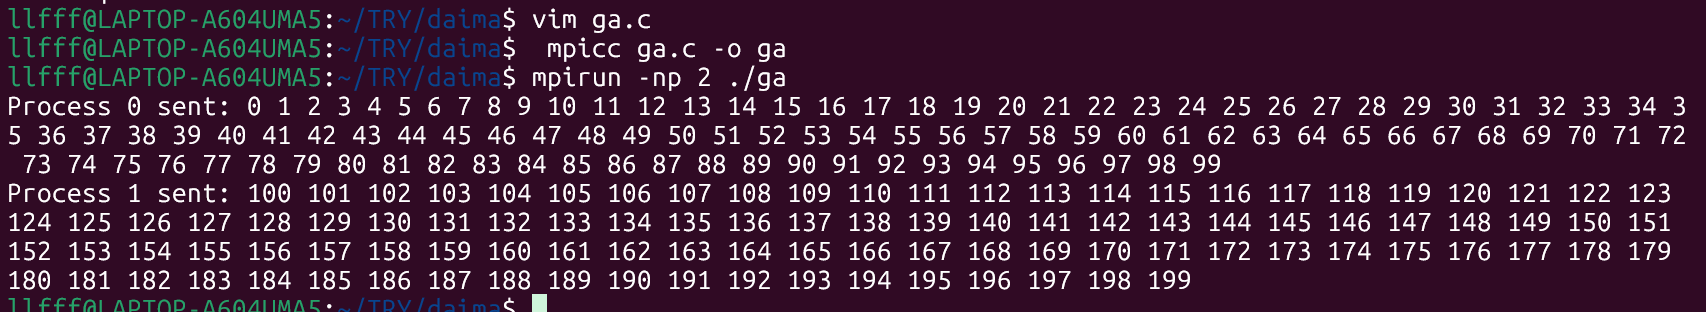 llfff@LAPTOP-A604UMA5:~/TRY/daima$ vim ga.c
llfff@LAPTOP-A604UMA5:~/TRY/daima$  mpicc ga.c -o ga
llfff@LAPTOP-A604UMA5:~/TRY/daima$ mpirun -np 2 ./ga
Process 0 sent: 0 1 2 3 4 5 6 7 8 9 10 11 12 13 14 15 16 17 18 19 20 21 22 23 24 25 26 27 28 29 30 31 32 33 34 3
5 36 37 38 39 40 41 42 43 44 45 46 47 48 49 50 51 52 53 54 55 56 57 58 59 60 61 62 63 64 65 66 67 68 69 70 71 72
 73 74 75 76 77 78 79 80 81 82 83 84 85 86 87 88 89 90 91 92 93 94 95 96 97 98 99
Process 1 sent: 100 101 102 103 104 105 106 107 108 109 110 111 112 113 114 115 116 117 118 119 120 121 122 123
124 125 126 127 128 129 130 131 132 133 134 135 136 137 138 139 140 141 142 143 144 145 146 147 148 149 150 151
152 153 154 155 156 157 158 159 160 161 162 163 164 165 166 167 168 169 170 171 172 173 174 175 176 177 178 179
180 181 182 183 184 185 186 187 188 189 190 191 192 193 194 195 196 197 198 199
llfff@LAPTOP-A604UMA5:~/TRY/daima$